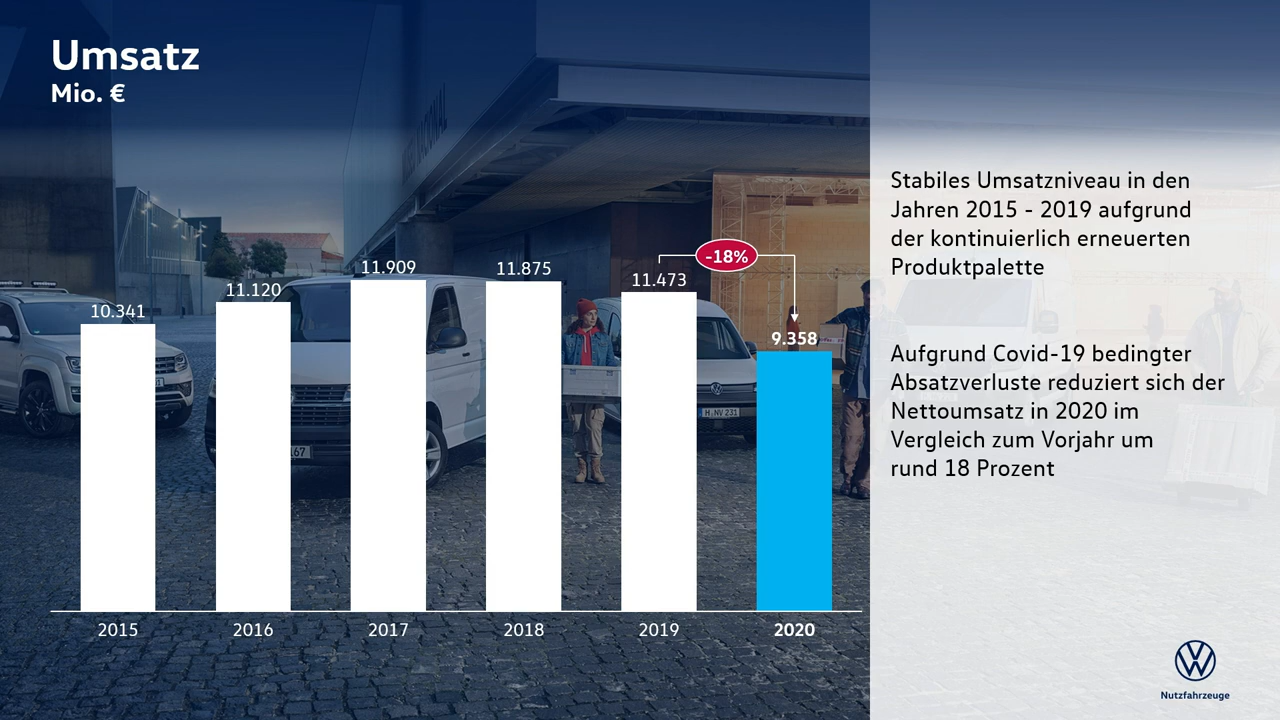 Umsatz
Mio. €
10.341
11.120
11.909
11.875
11.473
-18%
9.358
2015
2016
2017
2018
2019
2020
Stabiles Umsatzniveau in den
Jahren 2015 - 2019 aufgrund
der kontinuierlich erneuerten
Produktpalette
Aufgrund Covid-19 bedingter
Absatzverluste reduziert sich der
Nettoumsatz in 2020 im
Vergleich zum Vorjahr um
rund 18 Prozent
H:NV 231
Nutzfahrzeuge